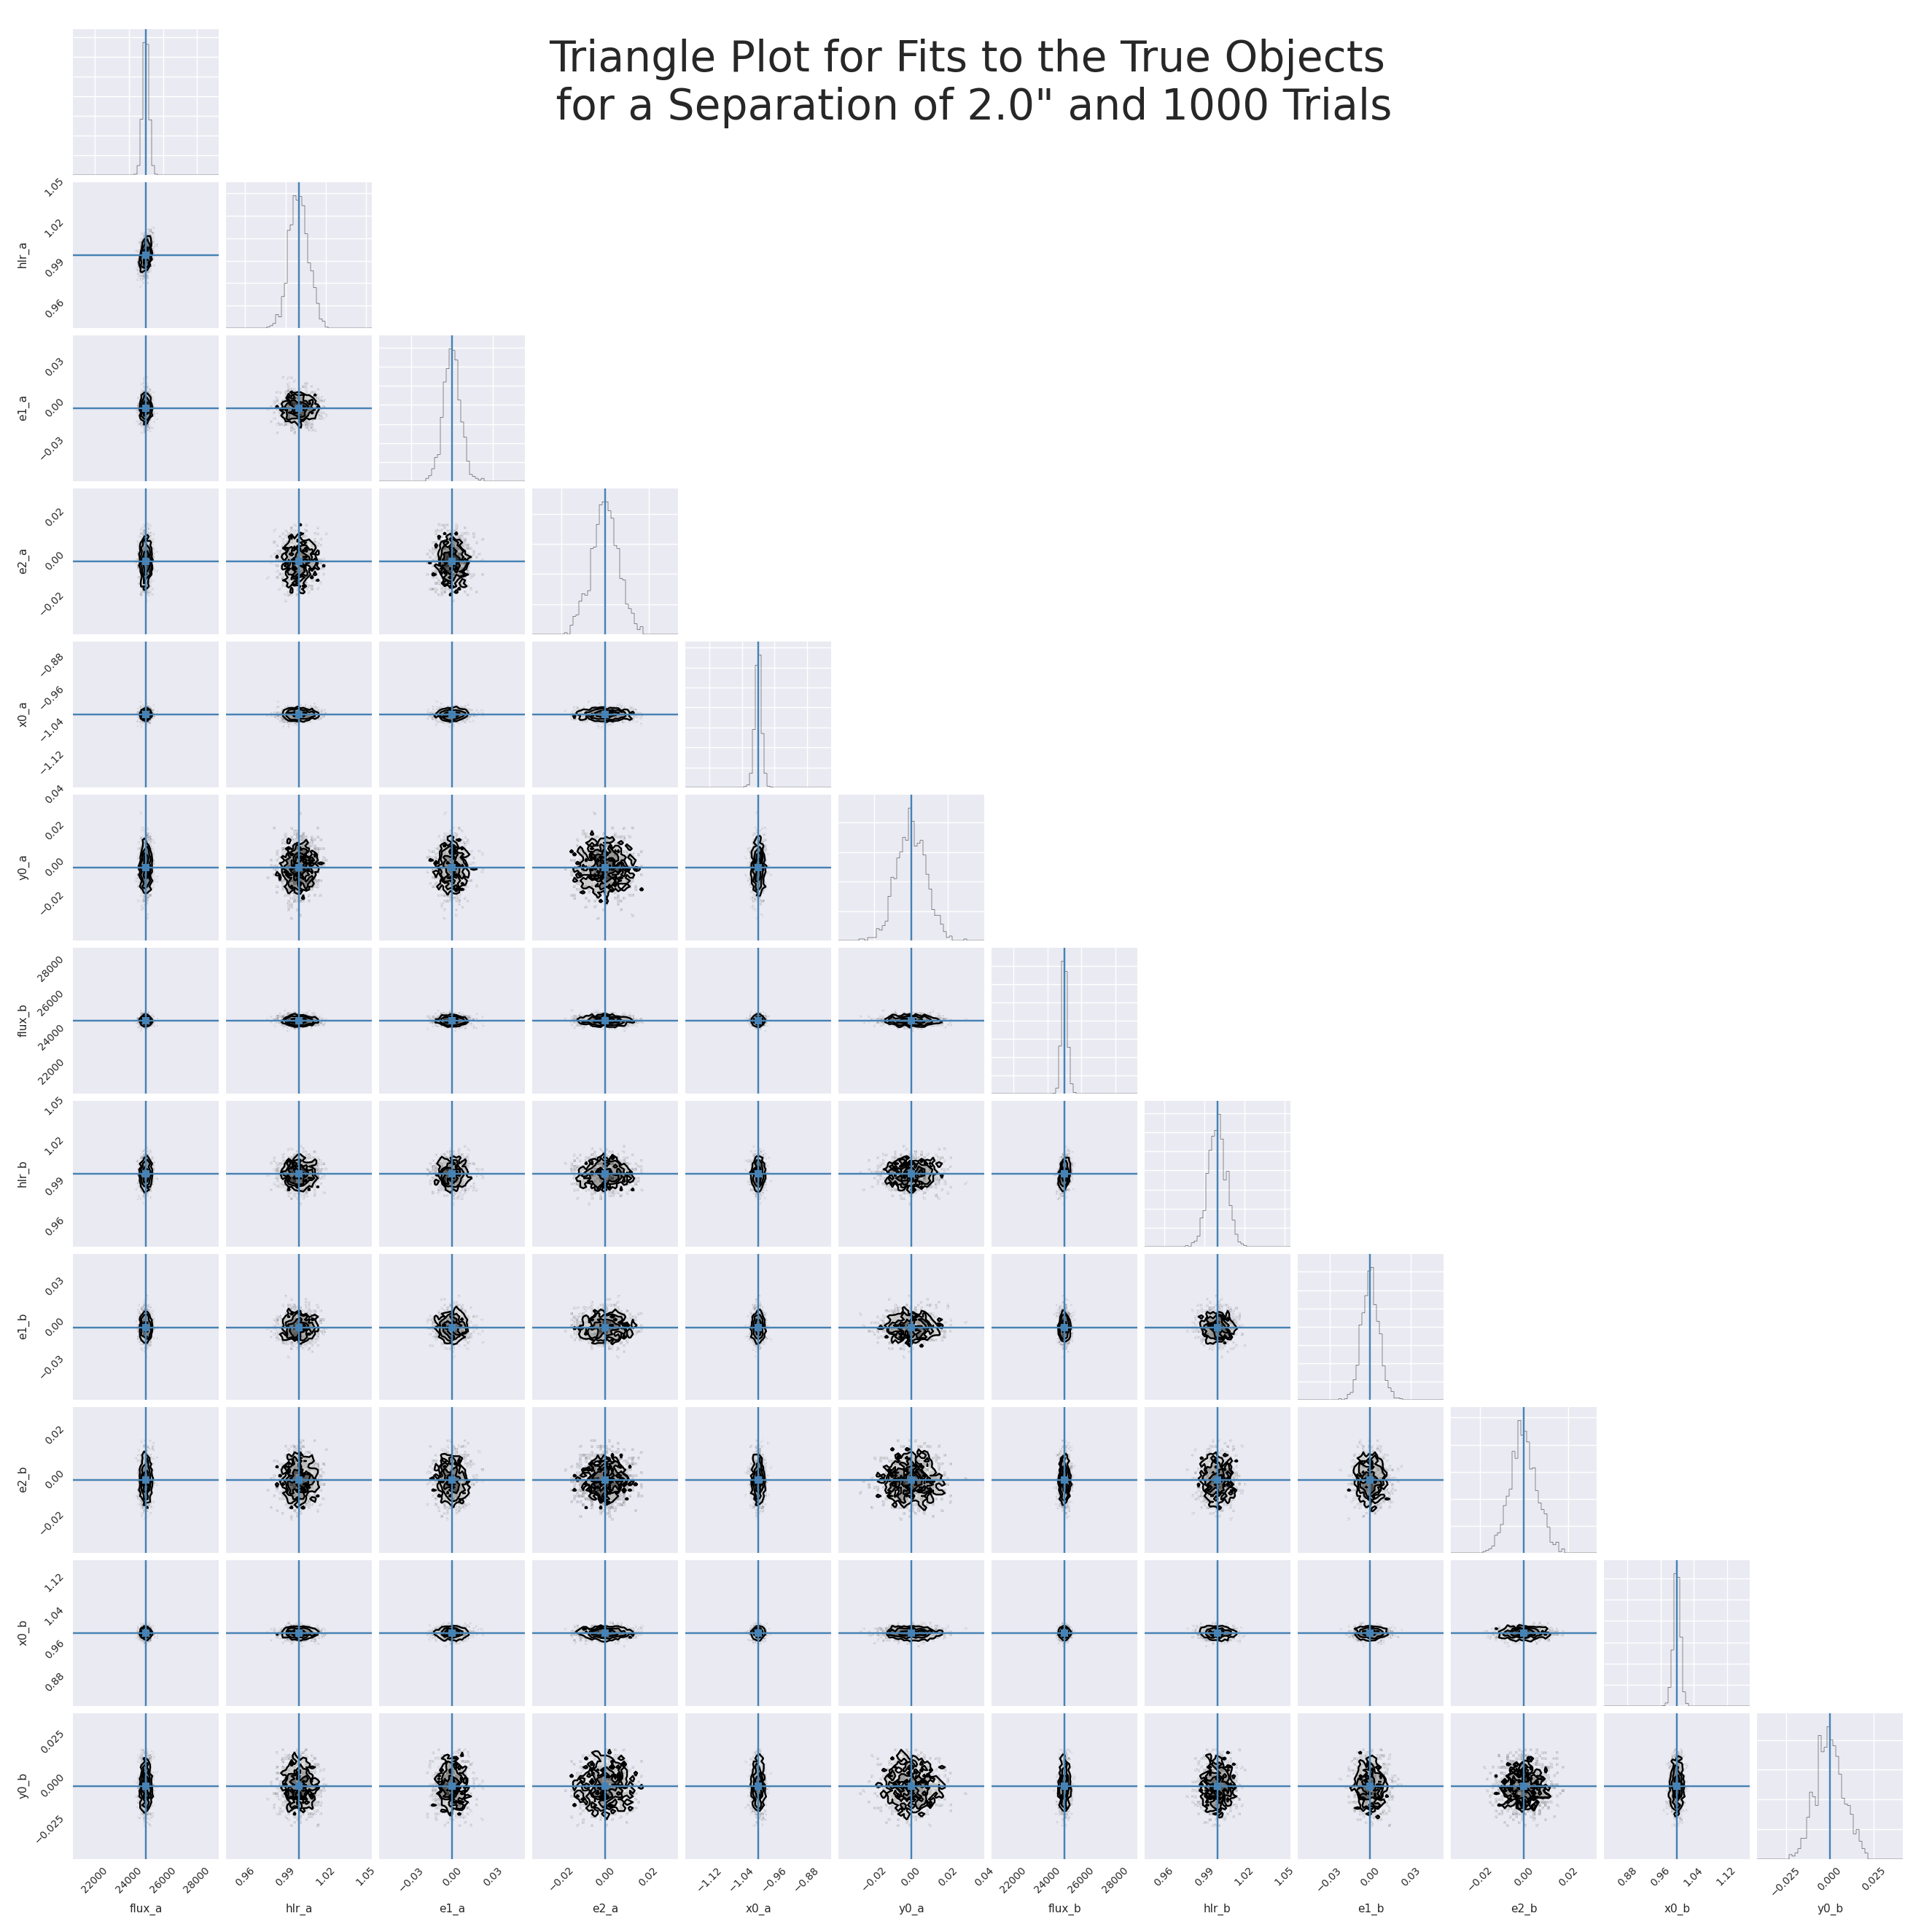 Triangle Plot for Fits to the True Objects
for a Separation of 2.0" and 1000 Trials
hlr_a
1.05
1.02
0.99
0.96
e1_a
0.03
0.00
−0.03
e2_a
0.02
0.00
−0.02
x0_a
−0.88
−0.96
−1.04
−1.12
y0_a
0.04
0.02
0.00
−0.02
flux_b
28000
26000
24000
22000
hlr_b
1.05
1.02
0.99
0.96
e1_b
0.03
0.00
−0.03
e2_b
0.02
0.00
−0.02
x0_b
1.12
1.04
0.96
0.88
y0_b
0.025
0.000
−0.025
22000 24000 26000 28000 0.96 0.99 1.02 1.05 −0.03 0.00 0.03 −0.02 0.00 0.02 −1.12 −1.04 −0.96 −0.88 −0.02 0.00 0.02 0.04 22000 24000 26000 28000 0.96 0.99 1.02 1.05 −0.03 0.00 0.03 −0.02 0.00 0.02 0.88 0.96 1.04 1.12 −0.025 0.000 0.025
flux_a hlr_a e1_a e2_a x0_a y0_a flux_b hlr_b e1_b e2_b x0_b y0_b